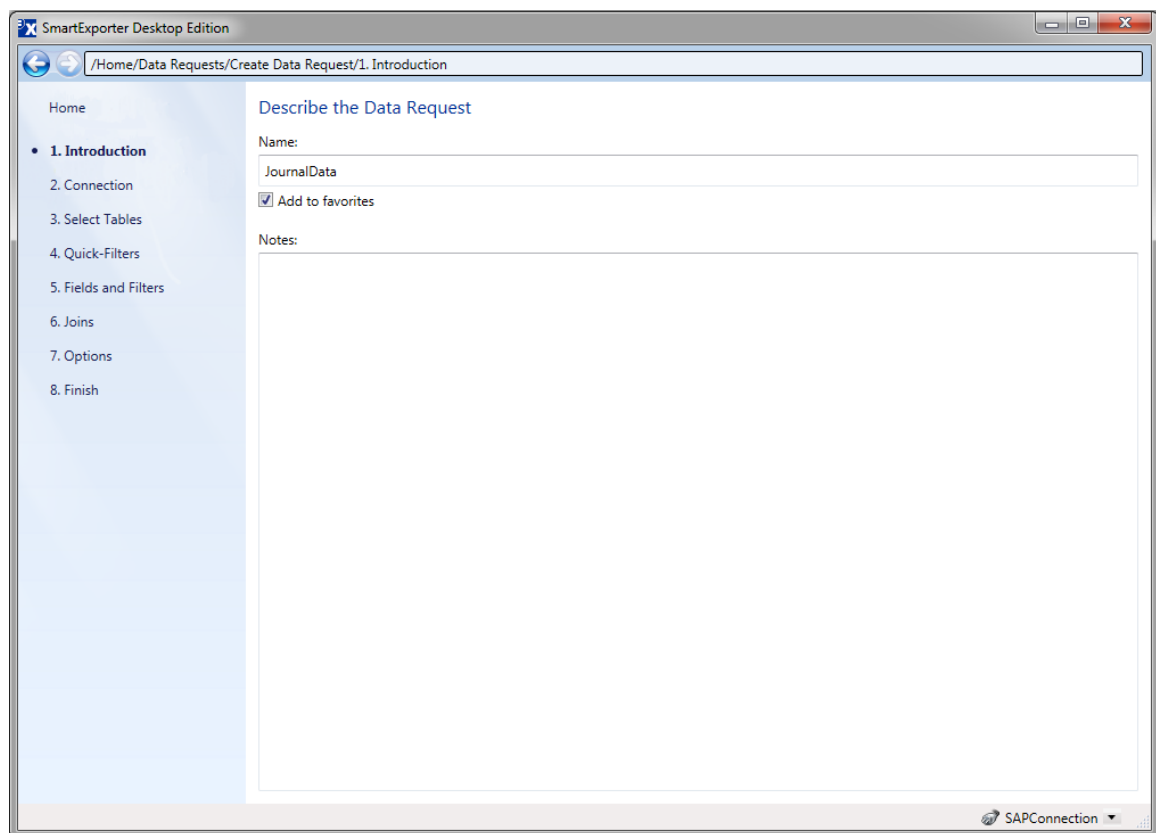 SmartExporter Desktop Edition
/Home/Data Requests/Create Data Request/1. Introduction
Home
• 1. Introduction
2. Connection
3. Select Tables
4. Quick-Filters
5. Fields and Filters
6. Joins
7. Options
8. Finish
Describe the Data Request
Name:
JournalData
Add to favorites
Notes:
SAPConnection